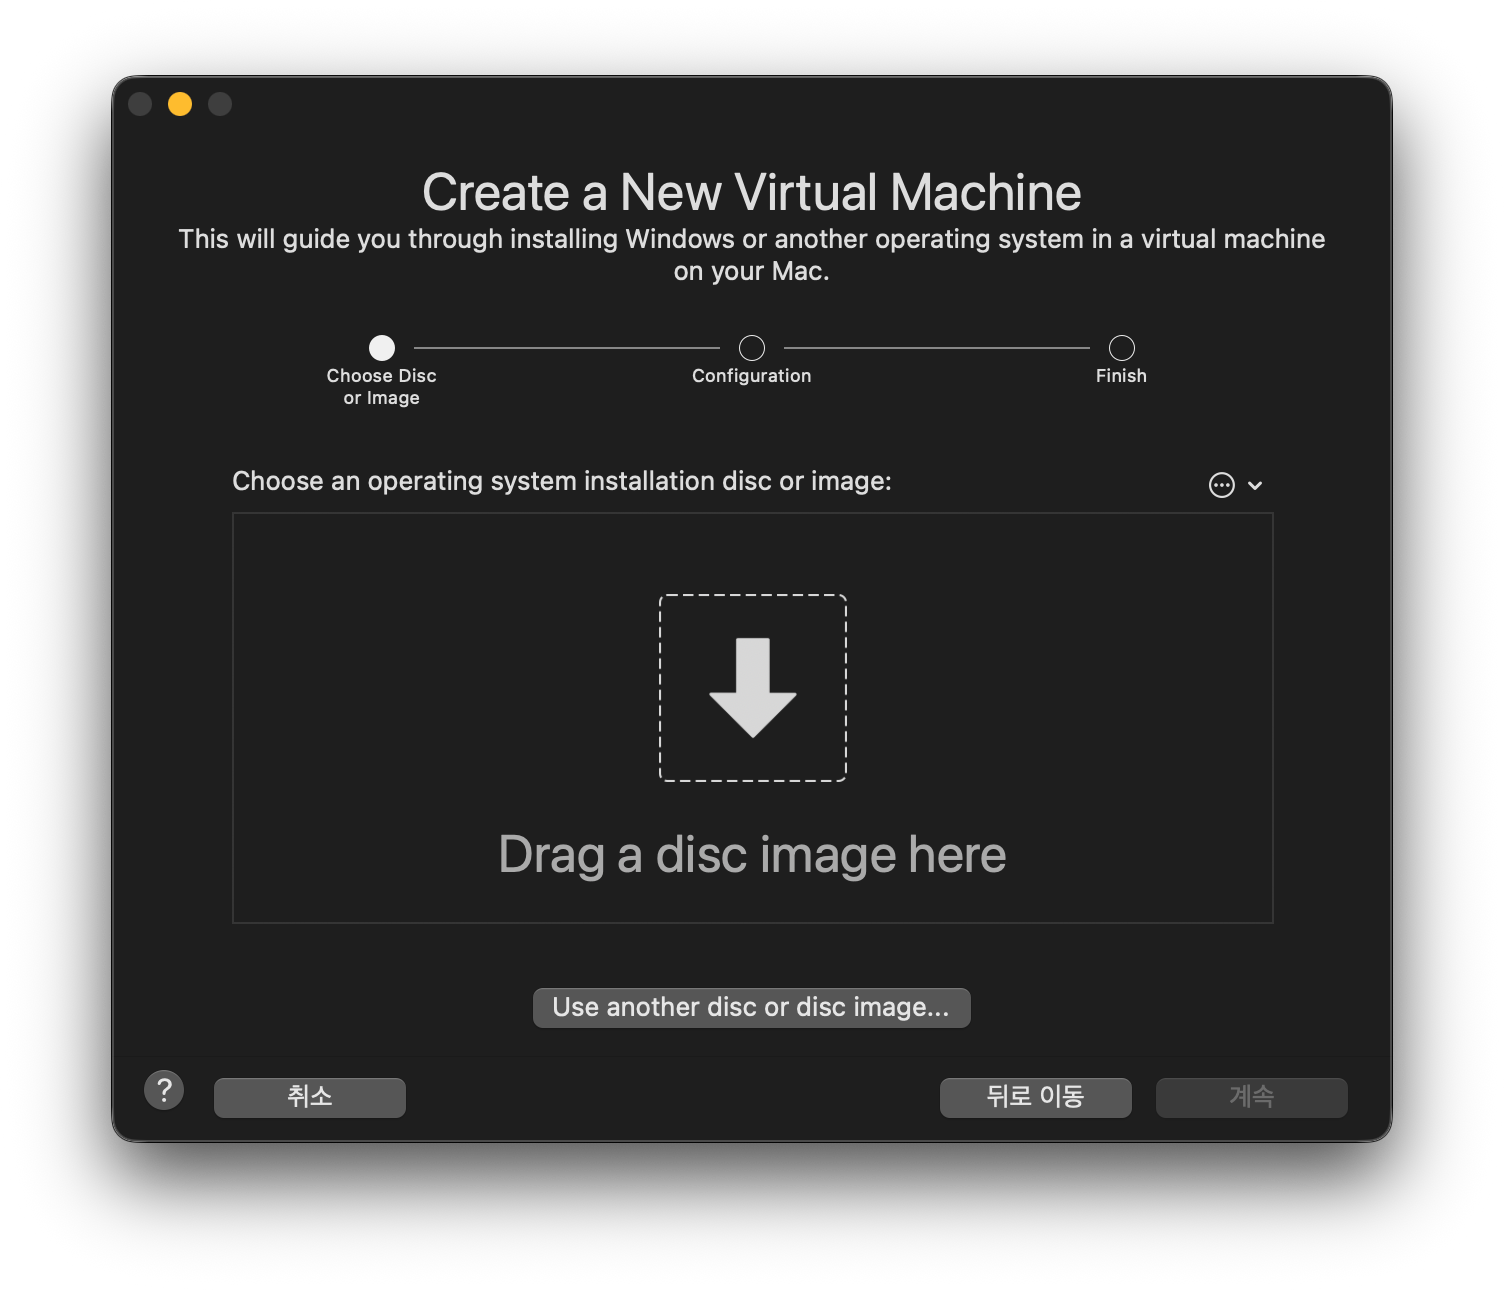 Create a New Virtual Machine
This will guide you through installing Windows or another operating system in a virtual machine
on your Mac.
Choose Disc
or Image
Configuration
Finish
Choose an operating system installation disc or image:
Drag a disc image here
Use another disc or disc image...
?
취소
뒤로 이동
계속